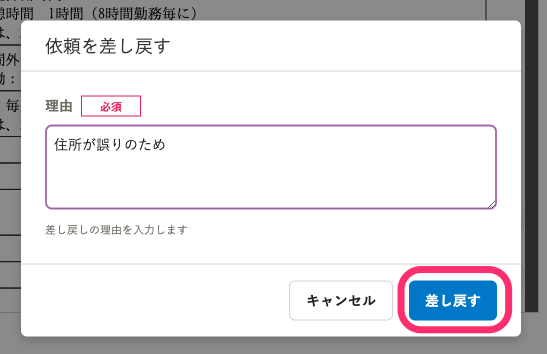 憩時間　1時間（8時間勤務毎に）
は、
依頼を差し戻す
間外
動：
理由 必須
毎
は、
住所が誤りのため
差し戻しの理由を入力します
キャンセル 差し戻す